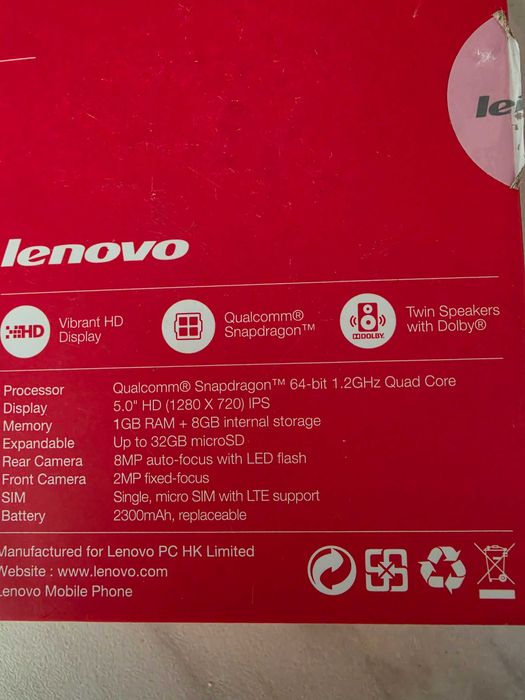 lenovo
HD
Vibrant HD
Display
Qualcomm®
Snapdragon™
DOLBY.
Twin Speakers
with Dolby®
Processor Qualcomm® Snapdragon™ 64-bit 1.2GHz Quad Core
Display 5.0" HD (1280 X 720) IPS
Memory 1GB RAM + 8GB internal storage
Expandable Up to 32GB microSD
Rear Camera 8MP auto-focus with LED flash
Front Camera 2MP fixed-focus
SIM Single, micro SIM with LTE support
Battery 2300mAh, replaceable
Manufactured for Lenovo PC HK Limited
Website : www.lenovo.com
Lenovo Mobile Phone